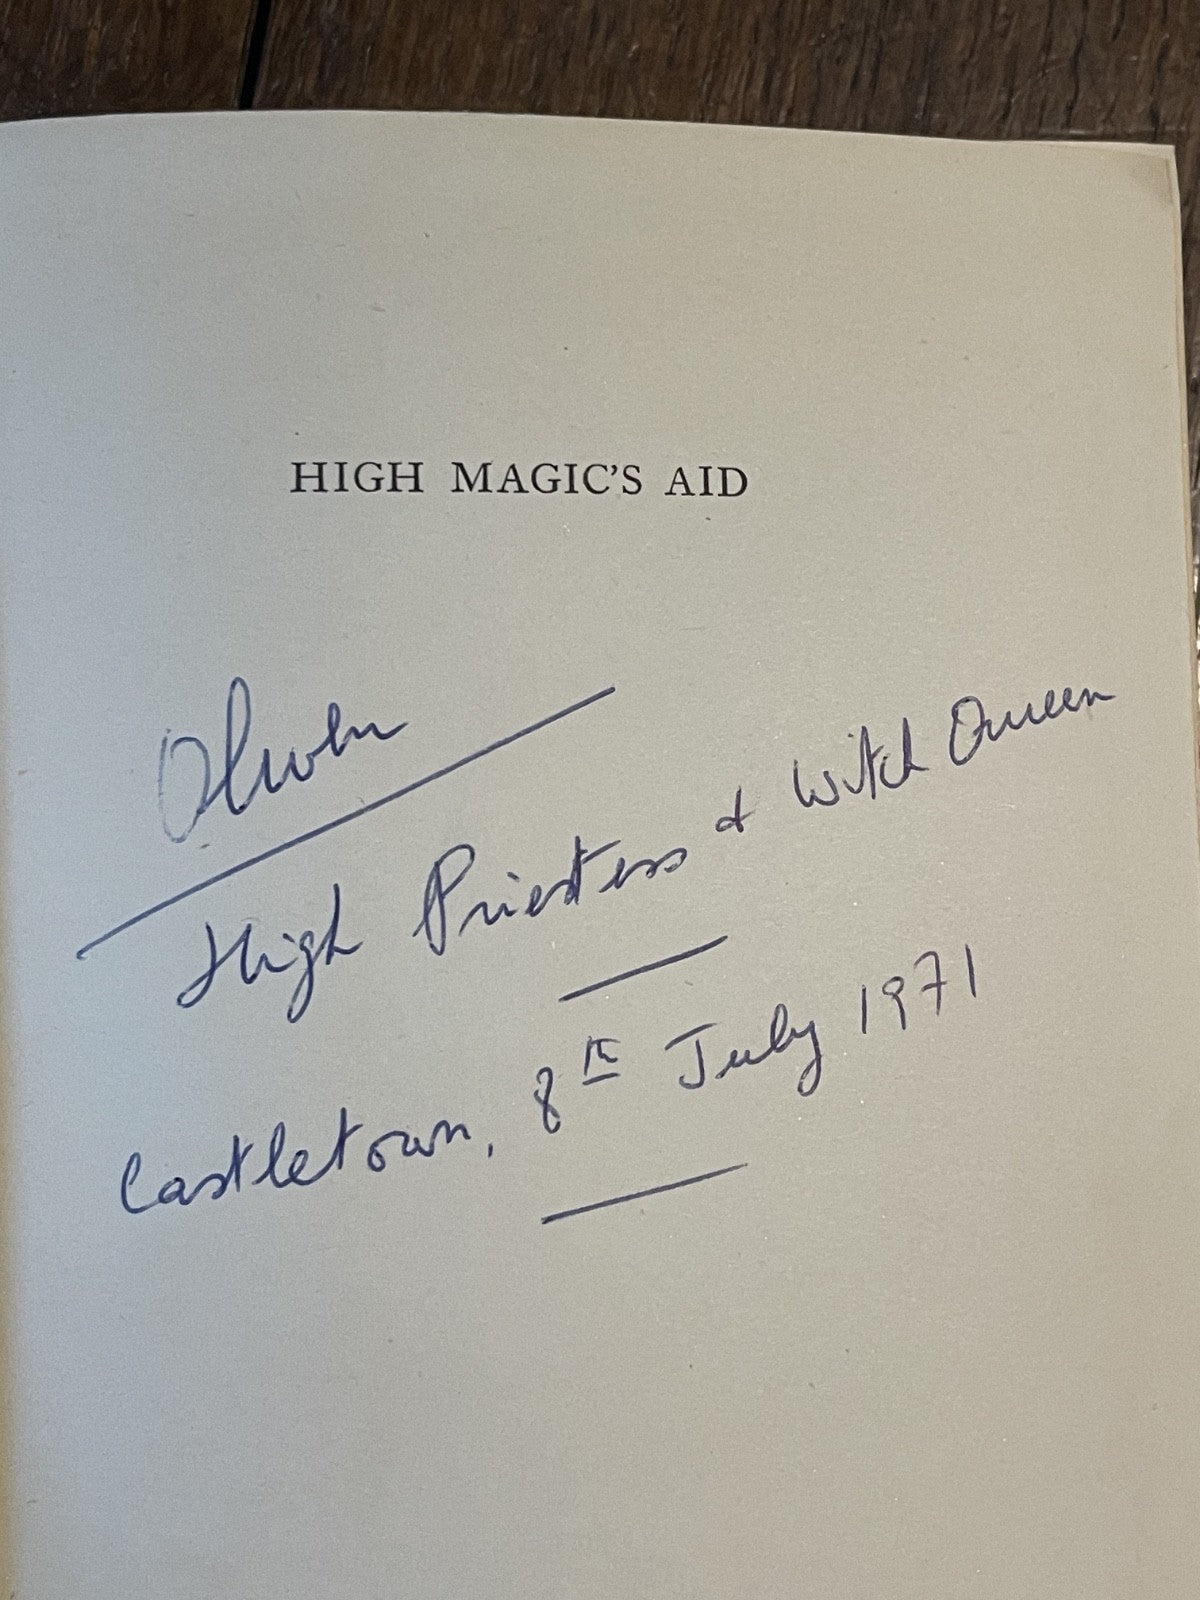 HIGH MAGIC'S AID
Olwen
High Priestess & Witch Queen
Castletown, 8th July 1971